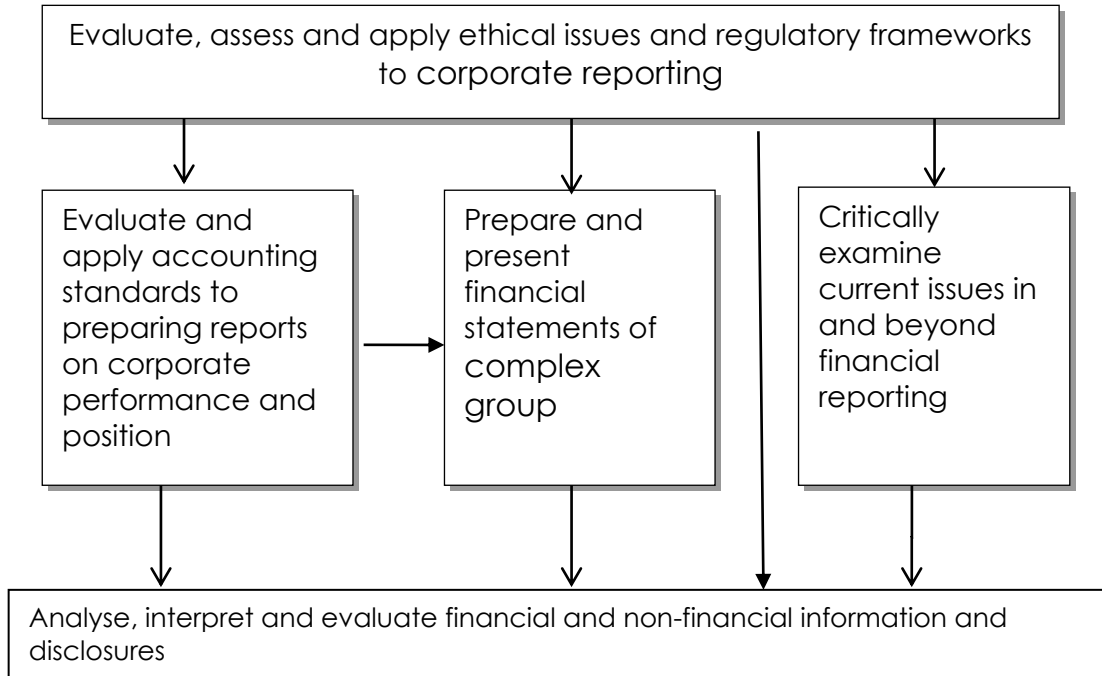 Evaluate, assess and apply ethical issues and regulatory frameworks
to corporate reporting
Evaluate and
apply accounting
standards to
preparing reports
on corporate
performance and
position
Prepare and
present
financial
statements of
complex
group
Critically
examine
current issues in
and beyond
financial
reporting
Analyse, interpret and evaluate financial and non-financial information and
disclosures